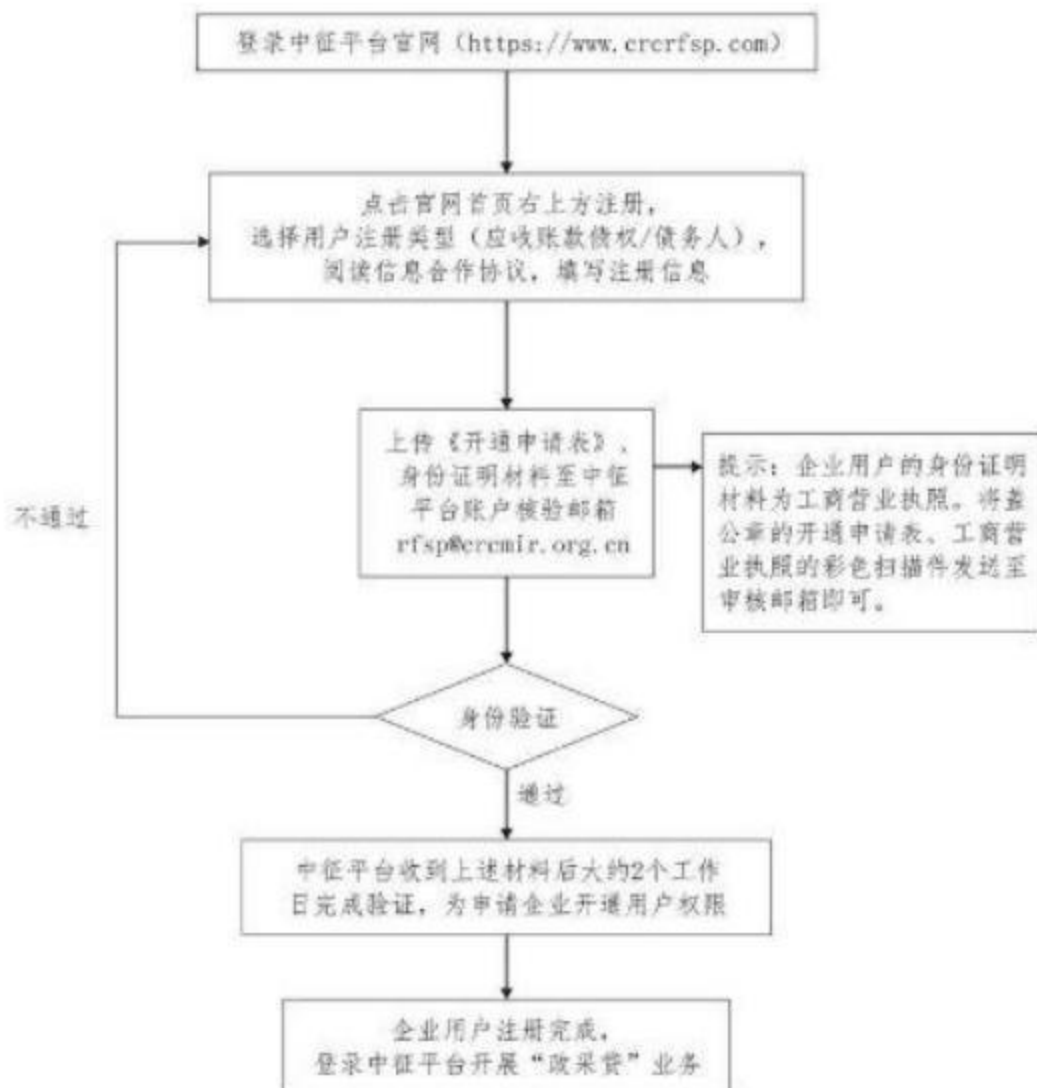 登录中征平台官网（https://www.crcrfsp.com）
点击官网首页右上方注册，
选择用户注册类型（应收账款债权/债务人），
阅读信息合作协议，填写注册信息
上传《开通申请表》、
身份证明材料至中征
平台账户核验邮箱
rfsp@crcmir.org.cn
提示：企业用户的身份证明
材料为工商营业执照。将盖
公章的开通申请表、工商营
业执照的彩色扫描件发送至
审核邮箱即可。
不通过
身份验证
通过
中征平台收到上述材料后大约2个工作
日完成验证，为申请企业开通用户权限
企业用户注册完成，
登录中征平台开展“政采贷”业务